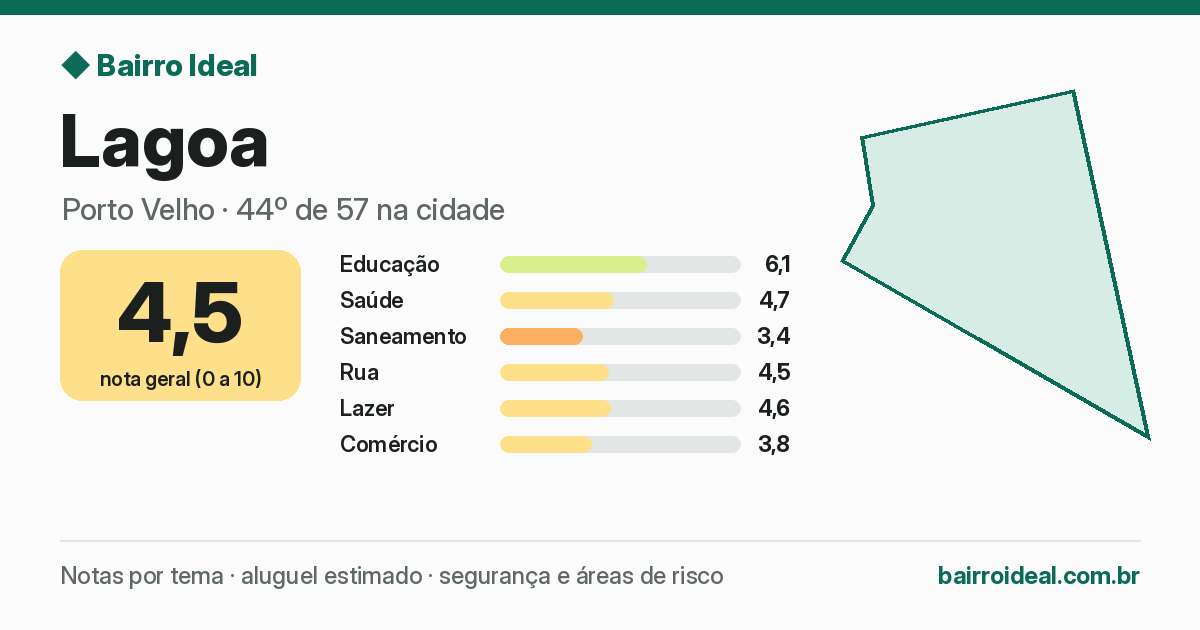 Bairro Ideal
Lagoa
Porto Velho · 44º de 57 na cidade
4,5
nota geral (0 a 10)
Educação 6,1
Saúde 4,7
Saneamento 3,4
Rua 4,5
Lazer 4,6
Comércio 3,8
Notas por tema · aluguel estimado · segurança e áreas de risco
bairroideal.com.br